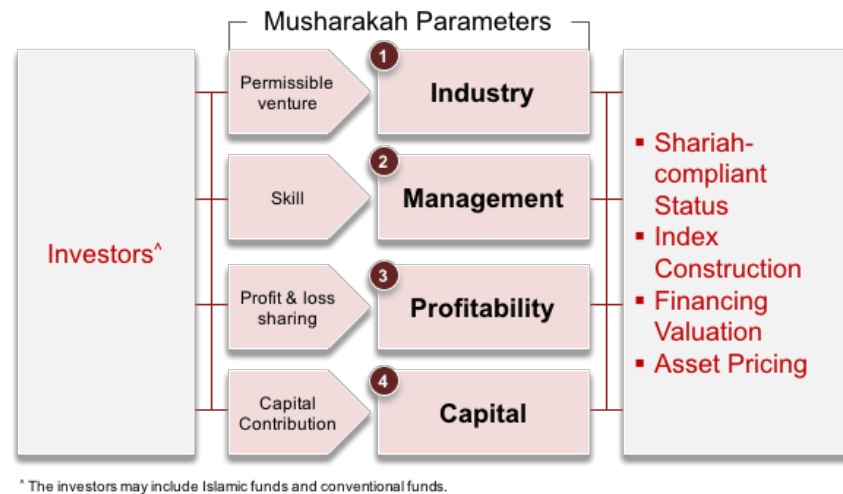 Musharakah Parameters
Investors^
Permissible
venture
1
Industry
Skill
2
Management
Profit & loss
sharing
3
Profitability
Capital
Contribution
4
Capital
▪ Shariah-
compliant
Status
▪ Index
Construction
▪ Financing
Valuation
▪ Asset Pricing
^ The investors may include Islamic funds and conventional funds.